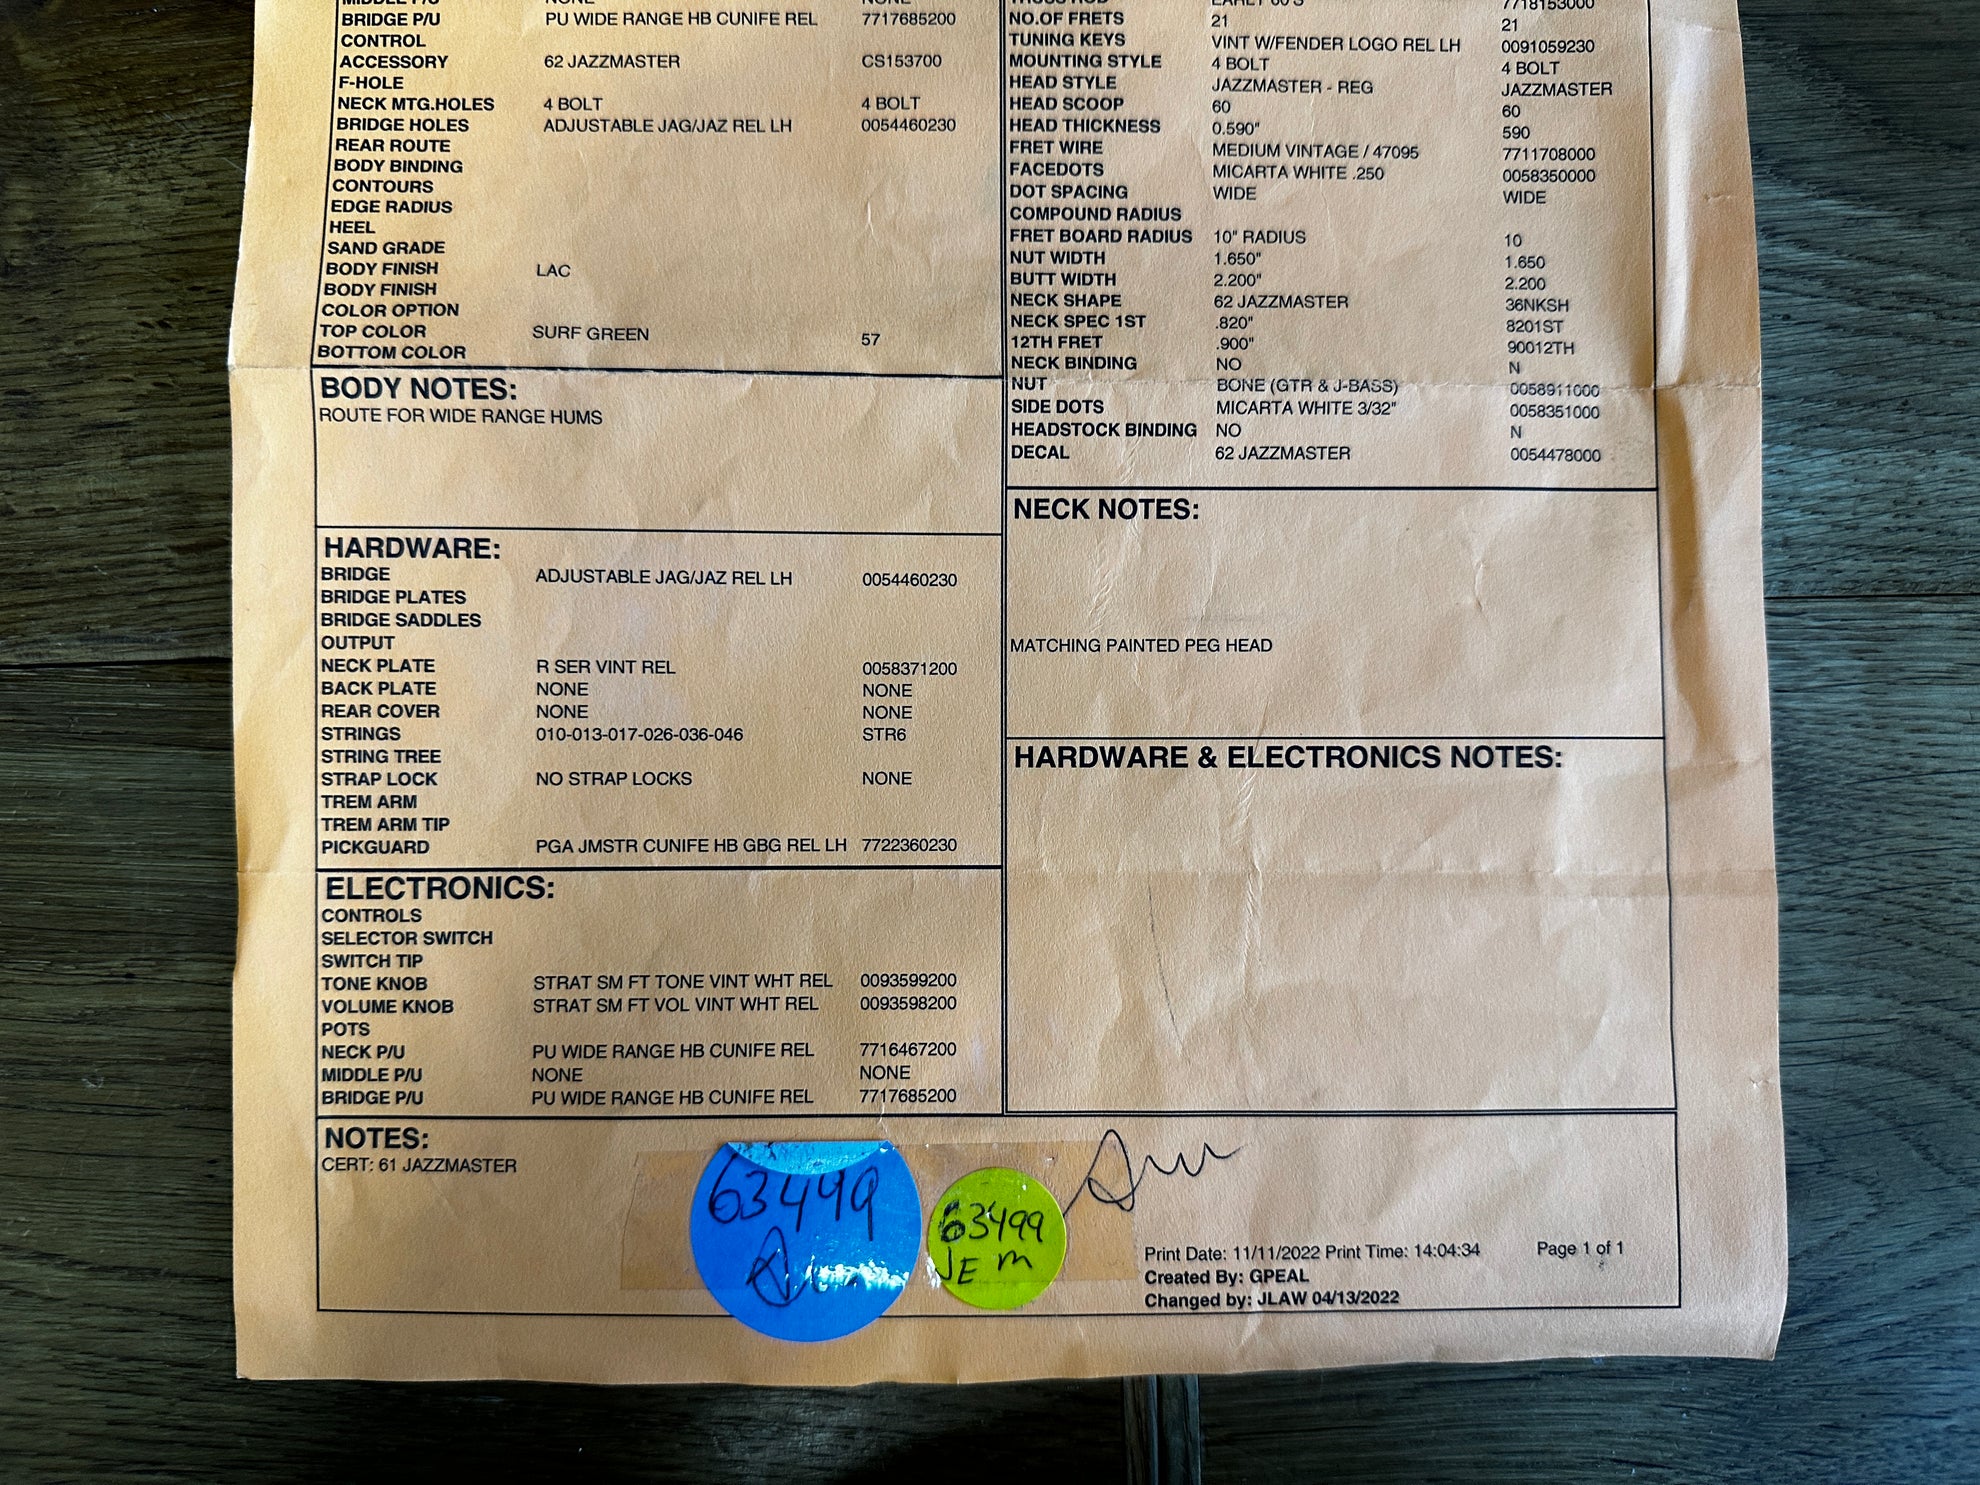 MIDDLE P/U NONE NONE
BRIDGE P/U PU WIDE RANGE HB CUNIFE REL 7717685200
CONTROL
ACCESSORY 62 JAZZMASTER CS153700
F-HOLE
NECK MTG.HOLES 4 BOLT 4 BOLT
BRIDGE HOLES ADJUSTABLE JAG/JAZ REL LH 0054460230
REAR ROUTE
BODY BINDING
CONTOURS
EDGE RADIUS
HEEL
SAND GRADE
BODY FINISH LAC
BODY FINISH
COLOR OPTION
TOP COLOR SURF GREEN 57
BOTTOM COLOR
BODY NOTES:
ROUTE FOR WIDE RANGE HUMS
HARDWARE:
BRIDGE ADJUSTABLE JAG/JAZ REL LH 0054460230
BRIDGE PLATES
BRIDGE SADDLES
OUTPUT
NECK PLATE R SER VINT REL 0058371200
BACK PLATE NONE NONE
REAR COVER NONE NONE
STRINGS 010-013-017-026-036-046 STR6
STRING TREE
STRAP LOCK NO STRAP LOCKS NONE
TREM ARM
TREM ARM TIP
PICKGUARD PGA JMSTR CUNIFE HB GBG REL LH 7722360230
ELECTRONICS:
CONTROLS
SELECTOR SWITCH
SWITCH TIP
TONE KNOB STRAT SM FT TONE VINT WHT REL 0093599200
VOLUME KNOB STRAT SM FT VOL VINT WHT REL 0093598200
POTS
NECK P/U PU WIDE RANGE HB CUNIFE REL 7716467200
MIDDLE P/U NONE NONE
BRIDGE P/U PU WIDE RANGE HB CUNIFE REL 7717685200
TRUSS ROD EARLY 60'S 7718153000
NO.OF FRETS 21 21
TUNING KEYS VINT W/FENDER LOGO REL LH 0091059230
MOUNTING STYLE 4 BOLT 4 BOLT
HEAD STYLE JAZZMASTER - REG JAZZMASTER
HEAD SCOOP 60 60
HEAD THICKNESS 0.590" 590
FRET WIRE MEDIUM VINTAGE / 47095 7711708000
FACEDOTS MICARTA WHITE .250 0058350000
DOT SPACING WIDE WIDE
COMPOUND RADIUS
FRET BOARD RADIUS 10" RADIUS 10
NUT WIDTH 1.650" 1.650
BUTT WIDTH 2.200" 2.200
NECK SHAPE 62 JAZZMASTER 36NKSH
NECK SPEC 1ST .820" 8201ST
12TH FRET .900" 90012TH
NECK BINDING NO N
NUT BONE (GTR & J-BASS) 0058911000
SIDE DOTS MICARTA WHITE 3/32" 0058351000
HEADSTOCK BINDING NO N
DECAL 62 JAZZMASTER 0054478000
NECK NOTES:
MATCHING PAINTED PEG HEAD
HARDWARE & ELECTRONICS NOTES:
NOTES:
CERT: 61 JAZZMASTER
63499
63499
JEM
Print Date: 11/11/2022 Print Time: 14:04:34 Page 1 of 1
Created By: GPEAL
Changed by: JLAW 04/13/2022